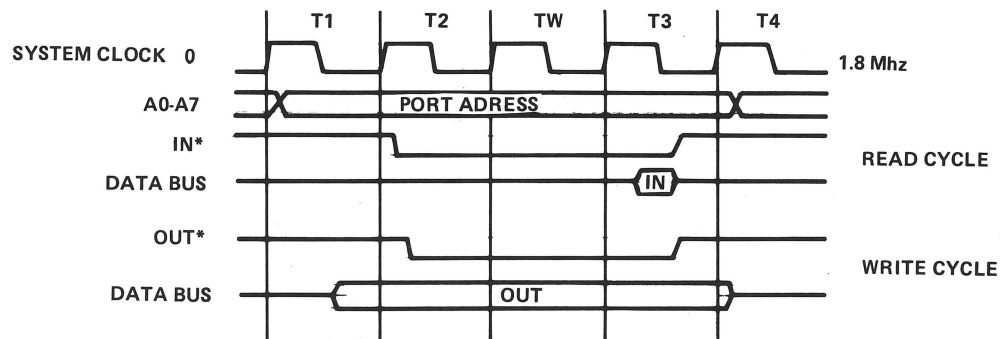 T1 T2 TW T3 T4
SYSTEM CLOCK 0 1.8 Mhz
A0-A7 PORT ADRESS
IN*
READ CYCLE
DATA BUS IN
OUT*
WRITE CYCLE
DATA BUS OUT